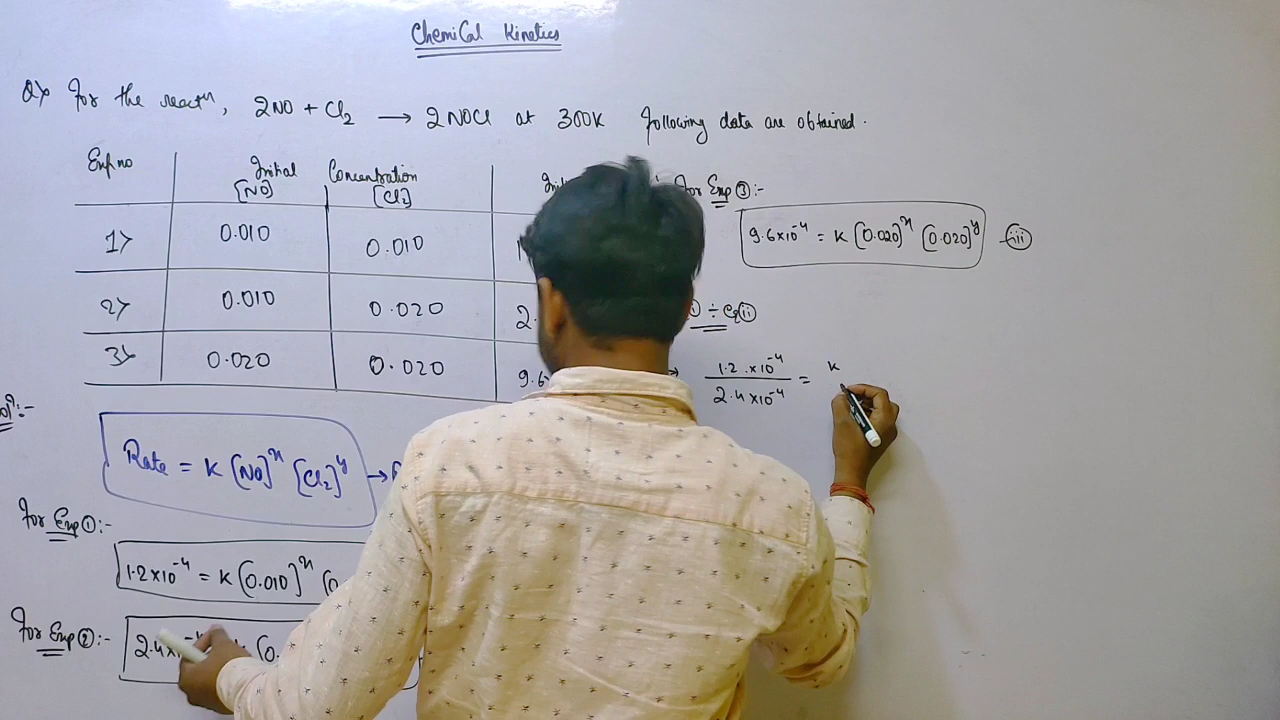 Chemical Kinetics
Q> For the reactn, 2NO + Cl₂ → 2NOCl at 300K Following data are obtained.
Exp no Initial Concentration
[NO] [Cl₂]
1> 0.010 0.010
2> 0.010 0.020 2.
3> 0.020 0.020 9.6
Rate = K [NO]ˣ [Cl₂]ʸ →
For Exp ①:-
1.2×10⁻⁴ = K (0.010)ˣ (0
For Exp ②:-
2.4×
For Exp ③:-
9.6×10⁻⁴ = K [0.020]ˣ [0.020]ʸ —(iii)
÷ eq (ii)
→ 1.2 ×10⁻⁴ / 2.4×10⁻⁴ = K